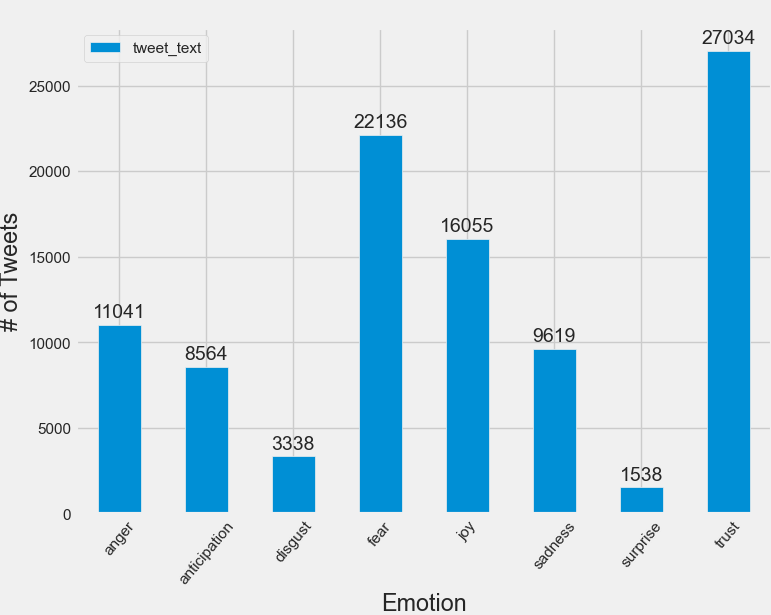 tweet_text
27034
25000
22136
20000
16055
15000
# of Tweets
11041
10000
9619
8564
5000
3338
1538
0
anger
anticipation
disgust
fear
joy
sadness
surprise
trust
Emotion